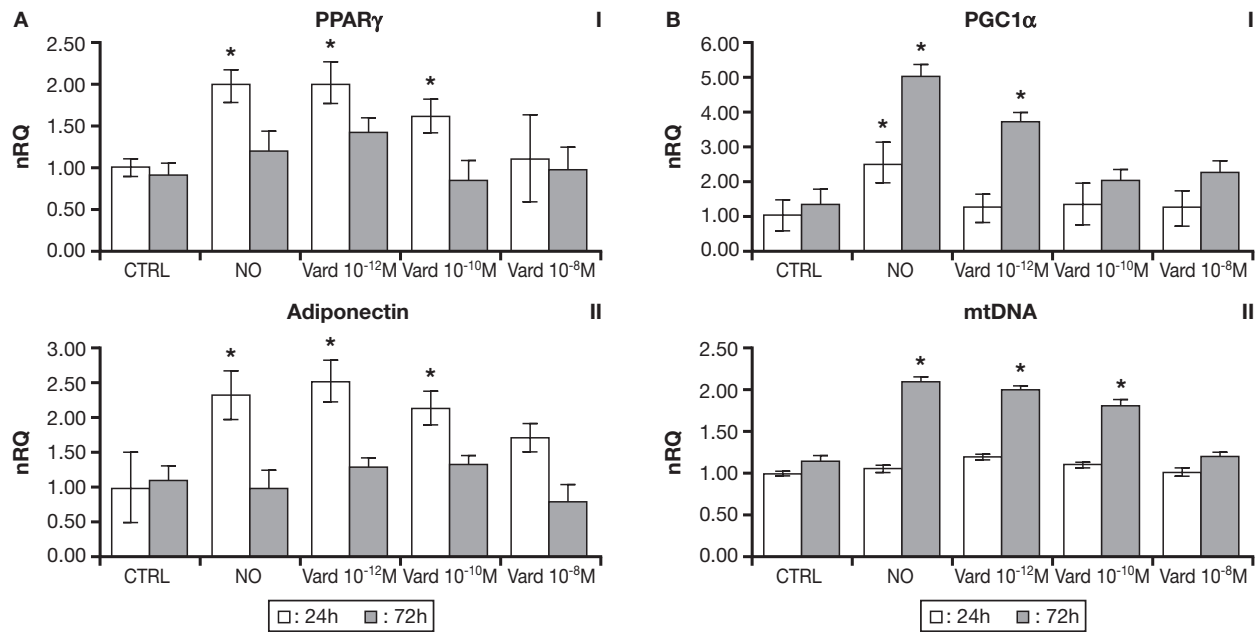 A PPARγ I
2.50
2.00
1.50
1.00
0.50
0.00
nRQ
* * *
CTRL NO Vard 10⁻¹²M Vard 10⁻¹⁰M Vard 10⁻⁸M
Adiponectin II
3.00
2.50
2.00
1.50
1.00
0.50
0.00
nRQ
* * *
CTRL NO Vard 10⁻¹²M Vard 10⁻¹⁰M Vard 10⁻⁸M
: 24h : 72h
B PGC1α I
6.00
5.00
4.00
3.00
2.00
1.00
0.00
nRQ
* * *
CTRL NO Vard 10⁻¹²M Vard 10⁻¹⁰M Vard 10⁻⁸M
mtDNA II
2.50
2.00
1.50
1.00
0.50
0.00
nRQ
* * *
CTRL NO Vard 10⁻¹²M Vard 10⁻¹⁰M Vard 10⁻⁸M
: 24h : 72h